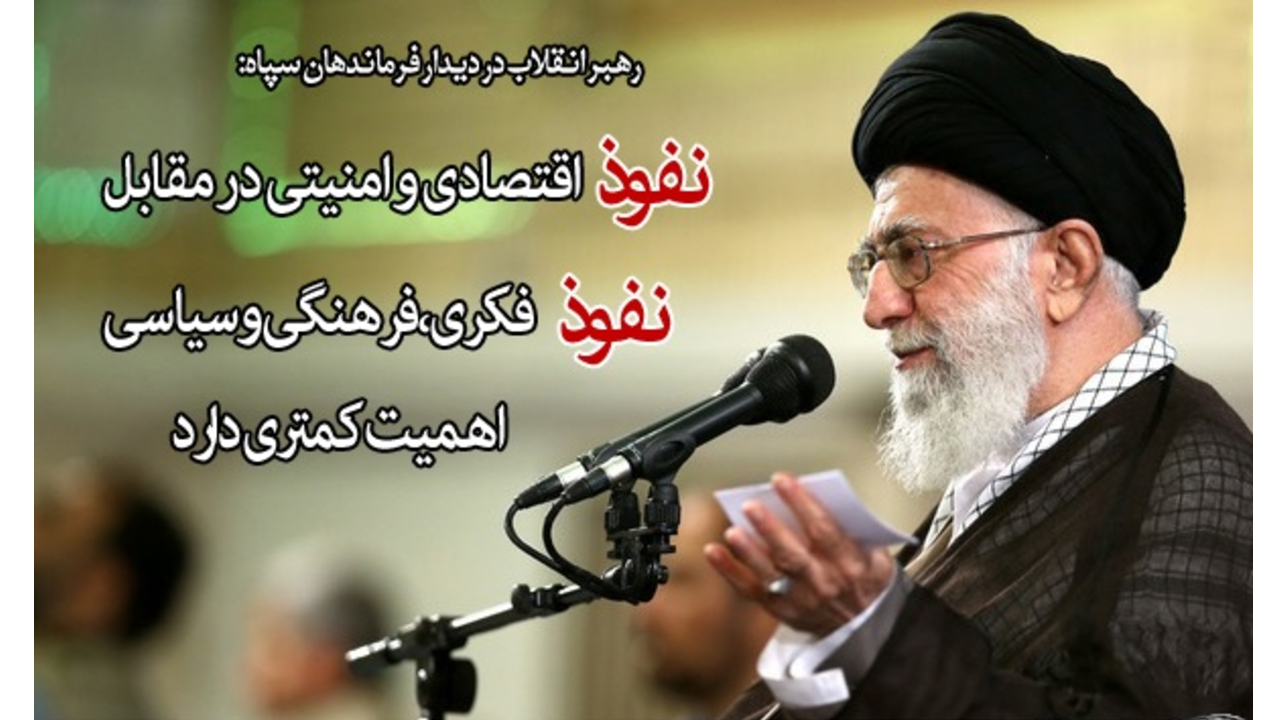 رهبر انقلاب در دیدار فرماندهان سپاه:
نفوذ اقتصادی و امنیتی در مقابل
نفوذ فکری،فرهنگی و سیاسی
اهمیت کمتری دارد